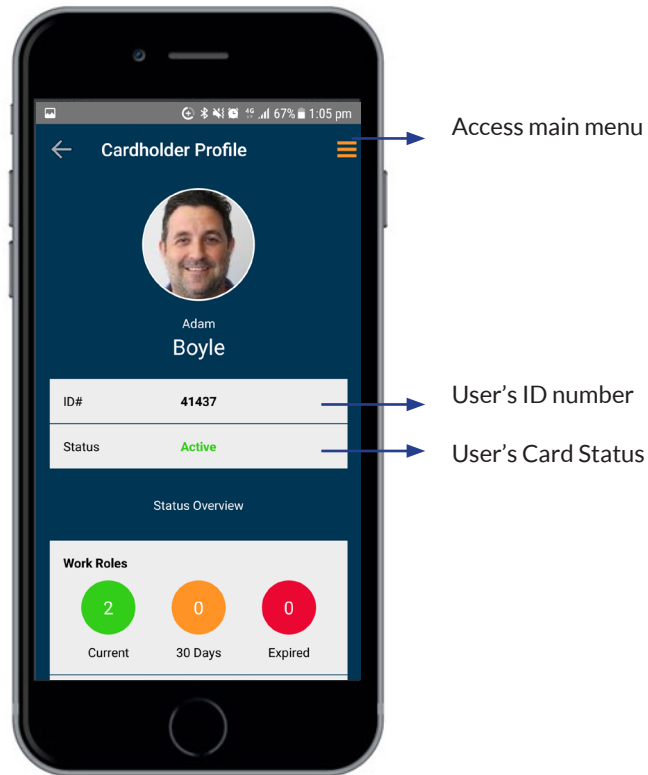 4G 67% 1:05 pm
Cardholder Profile
Access main menu
Adam
Boyle
ID# 41437
User's ID number
Status Active
User's Card Status
Status Overview
Work Roles
2 0 0
Current 30 Days Expired